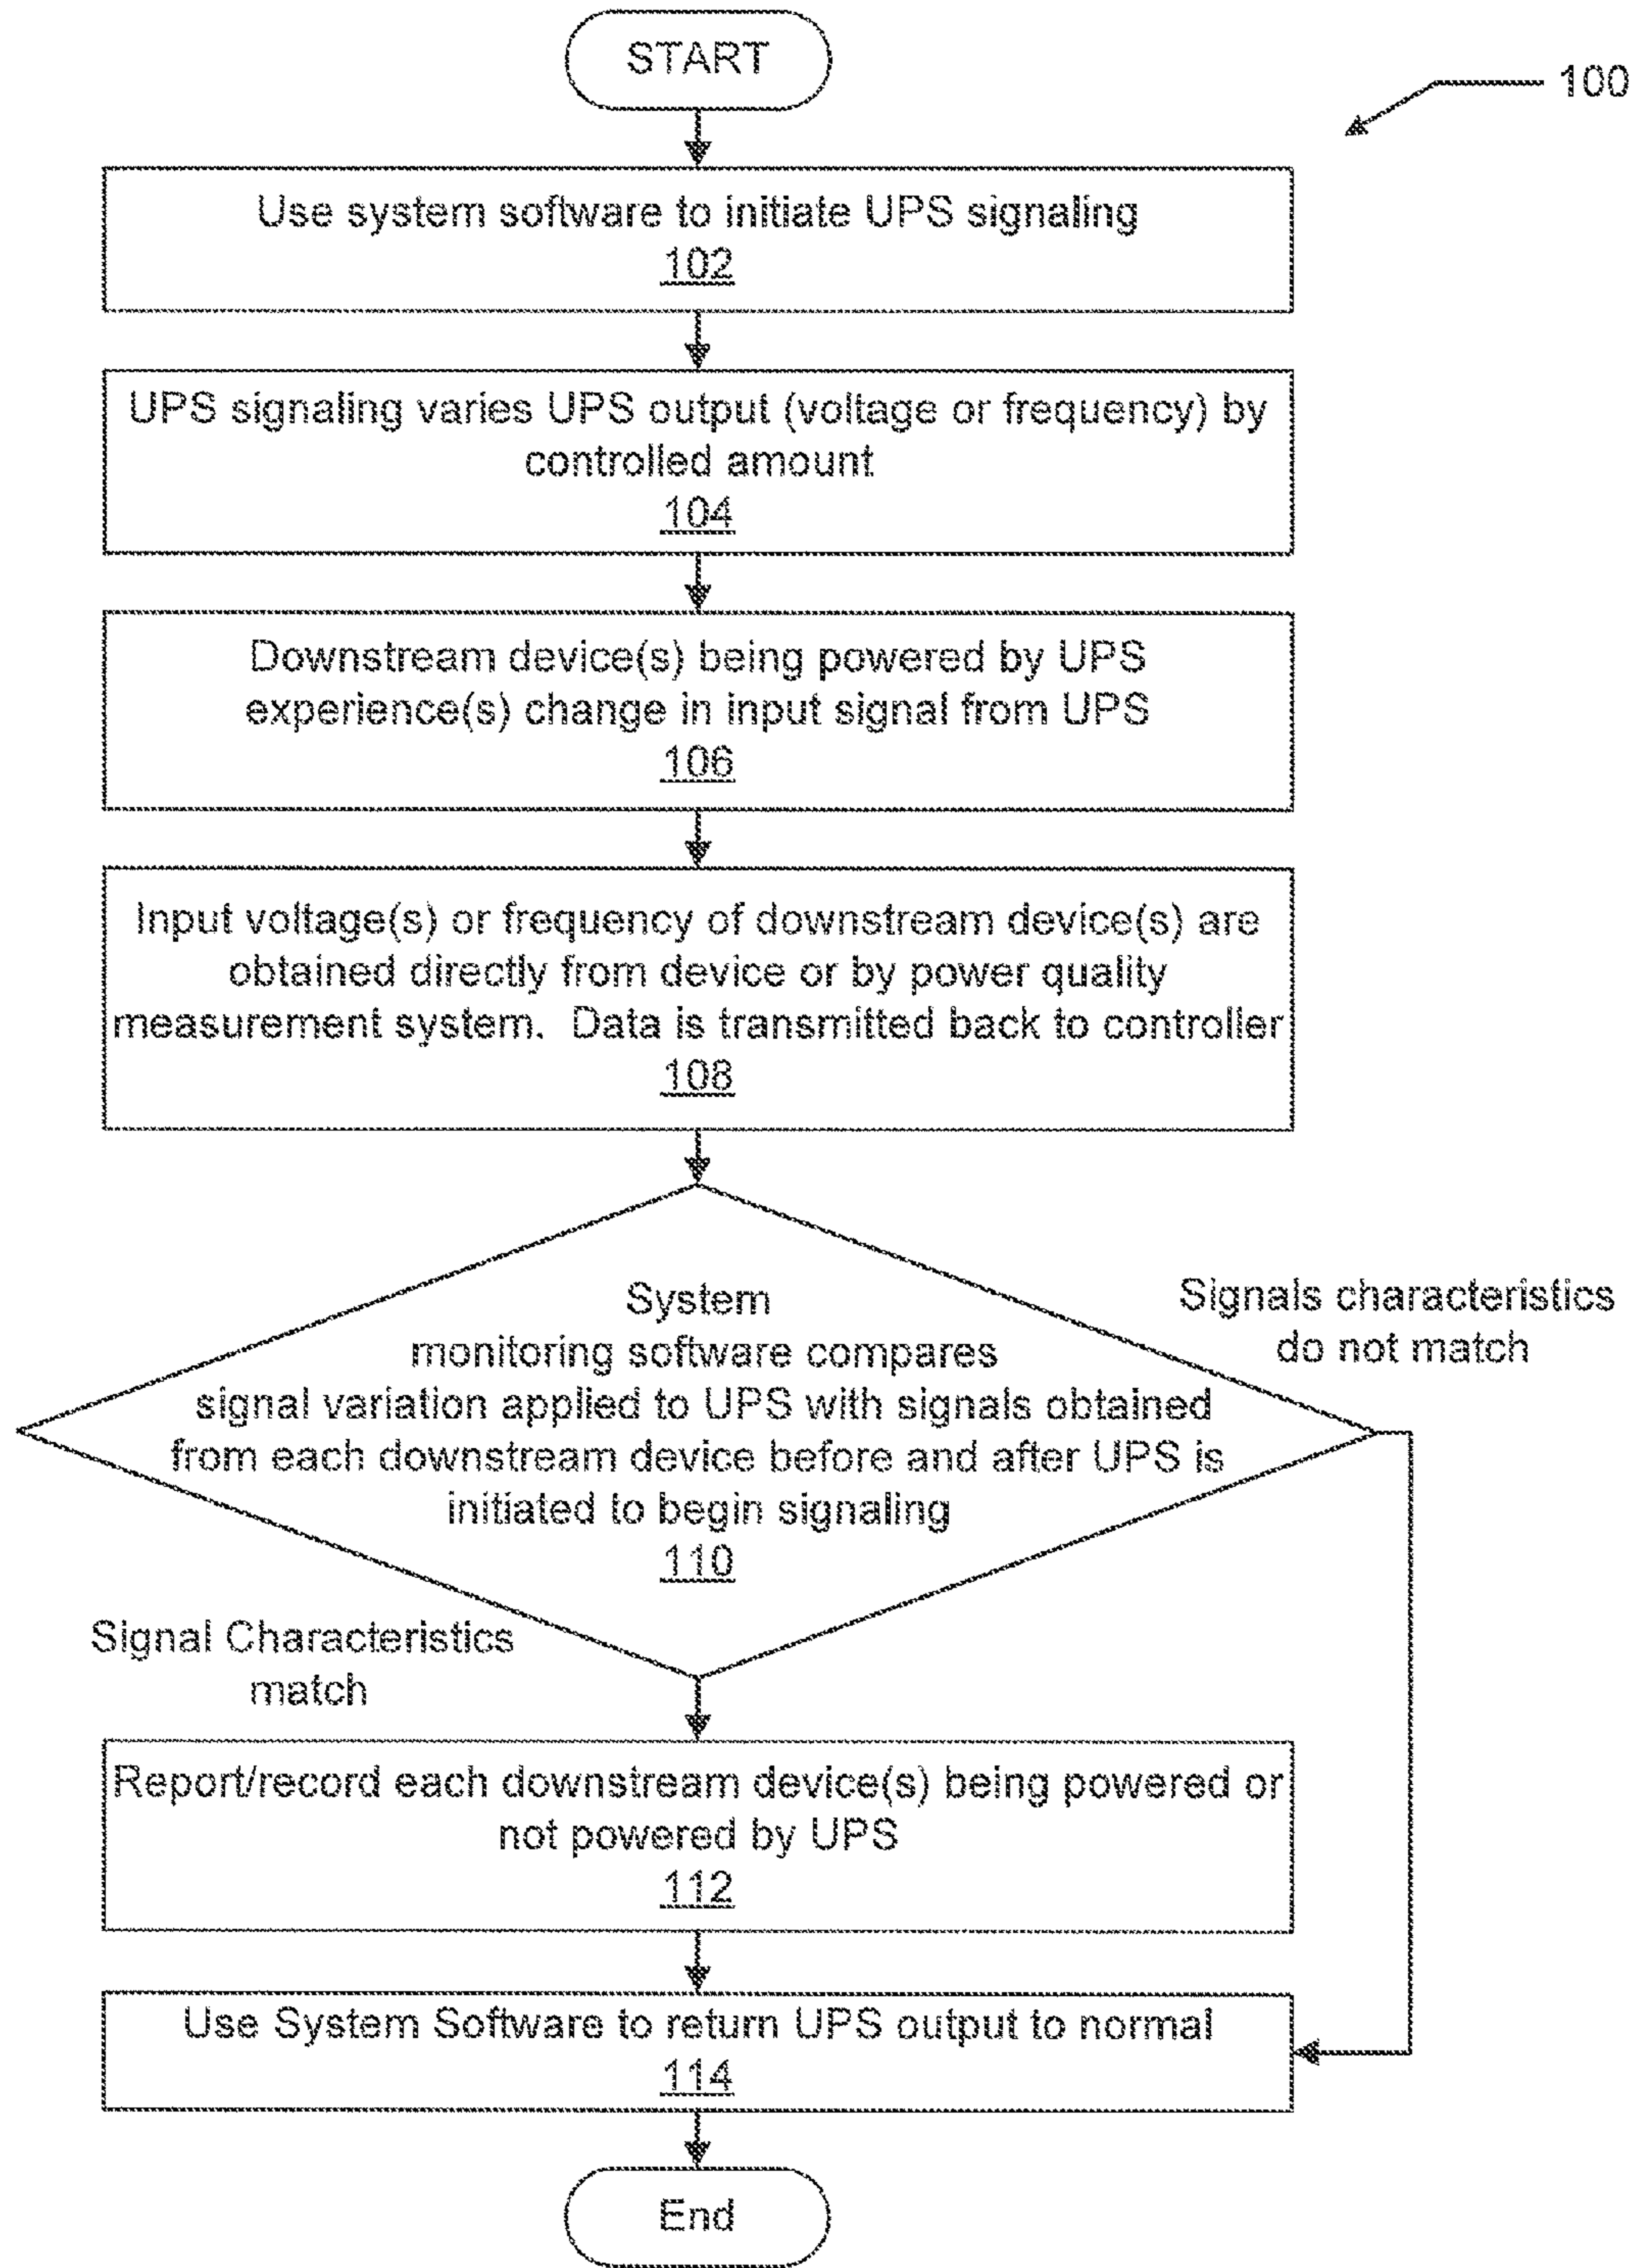 START
100
Use system software to initiate UPS signaling
102
UPS signaling varies UPS output (voltage or frequency) by
controlled amount
104
Downstream device(s) being powered by UPS
experience(s) change in input signal from UPS
106
Input voltage(s) or frequency of downstream device(s) are
obtained directly from device or by power quality
measurement system. Data is transmitted back to controller
108
System
monitoring software compares
signal variation applied to UPS with signals obtained
from each downstream device before and after UPS is
initiated to begin signaling
110
Signals characteristics
do not match
Signal Characteristics
match
Report/record each downstream device(s) being powered or
not powered by UPS
112
Use System Software to return UPS output to normal
114
End